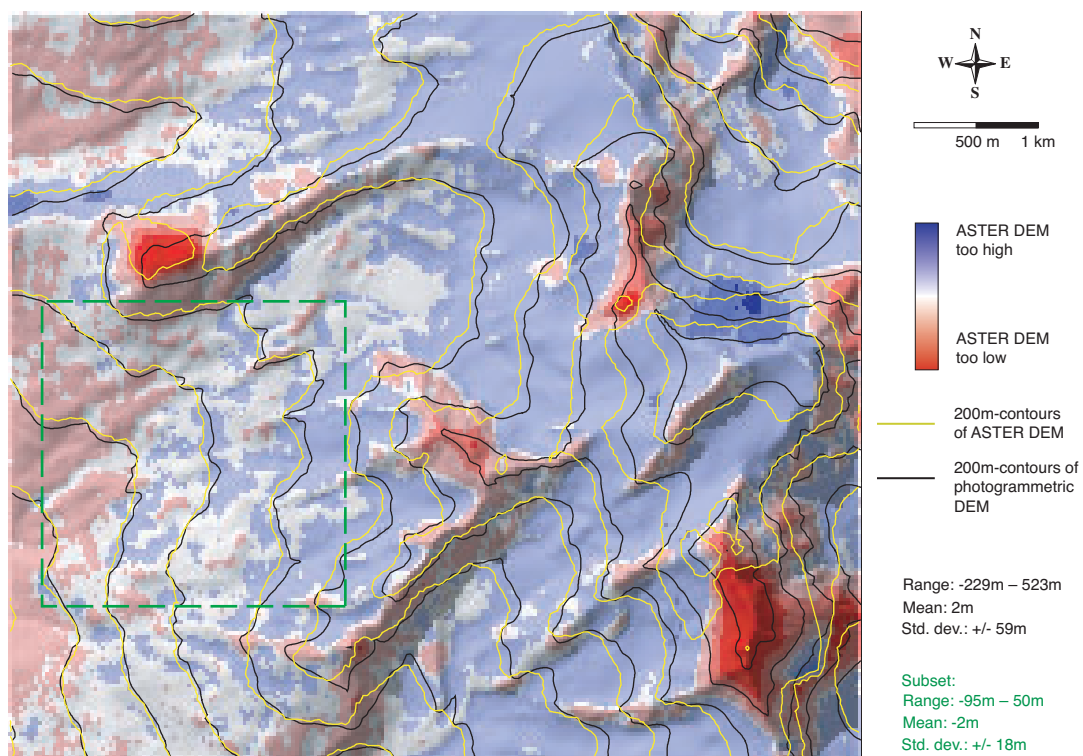 N
W E
S
500 m 1 km
ASTER DEM
too high
ASTER DEM
too low
200m-contours
of ASTER DEM
200m-contours of
photogrammetric
DEM
Range: -229m – 523m
Mean: 2m
Std. dev.: +/- 59m
Subset:
Range: -95m – 50m
Mean: -2m
Std. dev.: +/- 18m